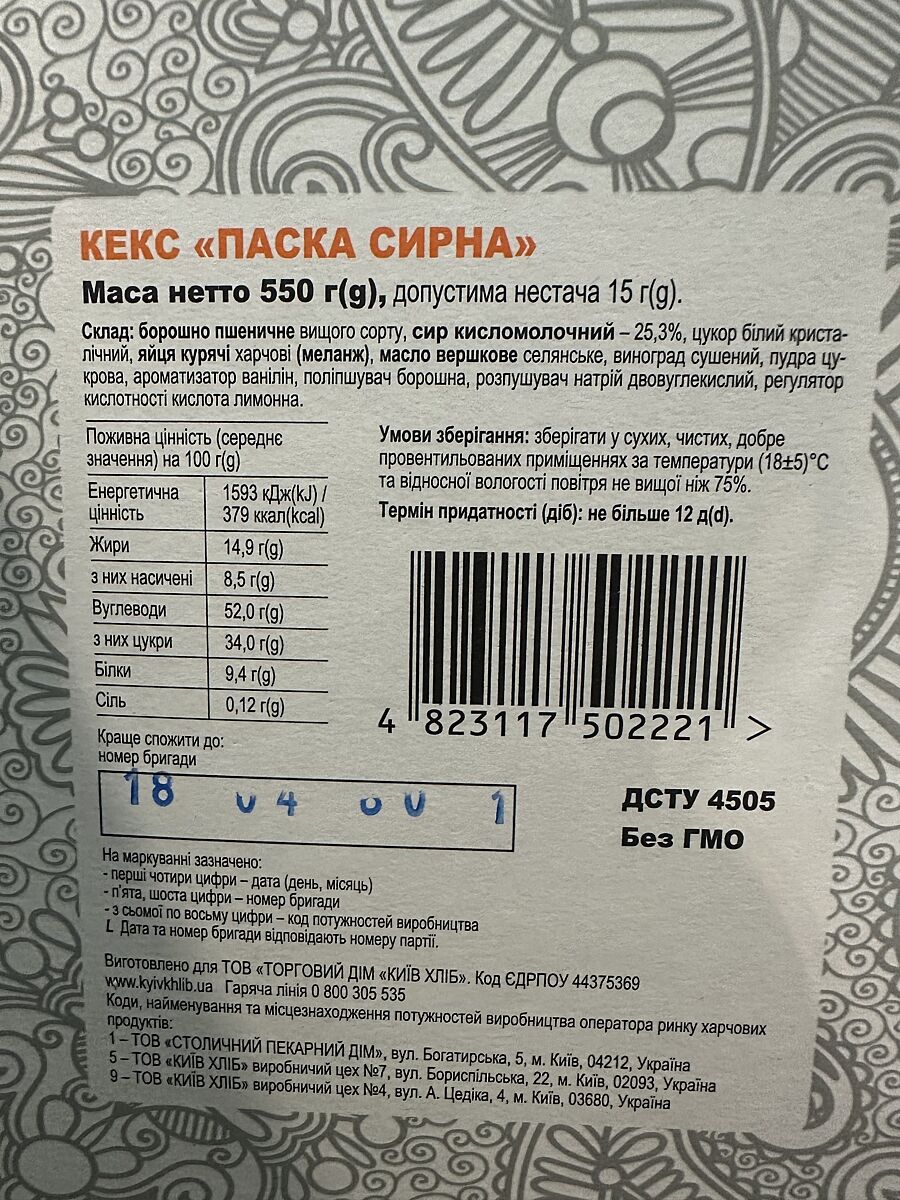 КЕКС «ПАСКА СИРНА»
Маса нетто 550 г(g), допустима нестача 15 г(g).
Склад: борошно пшеничне вищого сорту, сир кисломолочний – 25,3%, цукор білий криста-
лічний, яйця курячі харчові (меланж), масло вершкове селянське, виноград сушений, пудра цу-
крова, ароматизатор ванілін, поліпшувач борошна, розпушувач натрій двовуглекислий, регулятор
кислотності кислота лимонна.
Поживна цінність (середнє
значення) на 100 г(g)
Енергетична цінність 1593 кДж(kJ) /
379 ккал(kcal)
Жири 14,9 г(g)
з них насичені 8,5 г(g)
Вуглеводи 52,0 г(g)
з них цукри 34,0 г(g)
Білки 9,4 г(g)
Сіль 0,12 г(g)
Умови зберігання: зберігати у сухих, чистих, добре
провентильованих приміщеннях за температури (18±5)°С
та відносної вологості повітря не вищої ніж 75%.
Термін придатності (діб): не більше 12 д(d).
4 823117 502221 >
Краще спожити до:
номер бригади
18 04 1
ДСТУ 4505
Без ГМО
На маркуванні зазначено:
- перші чотири цифри – дата (день, місяць)
- п'ята, шоста цифри – номер бригади
- з сьомої по восьму цифри – код потужностей виробництва
L Дата та номер бригади відповідають номеру партії.
Виготовлено для ТОВ «ТОРГОВИЙ ДІМ «КИЇВ ХЛІБ». Код ЄДРПОУ 44375369
www.kyivkhlib.ua Гаряча лінія 0 800 305 535
Коди, найменування та місцезнаходження потужностей виробництва оператора ринку харчових
продуктів:
1 – ТОВ «СТОЛИЧНИЙ ПЕКАРНИЙ ДІМ», вул. Богатирська, 5, м. Київ, 04212, Україна
5 – ТОВ «КИЇВ ХЛІБ» виробничий цех №7, вул. Бориспільська, 22, м. Київ, 02093, Україна
9 – ТОВ «КИЇВ ХЛІБ» виробничий цех №4, вул. А. Цедіка, 4, м. Київ, 03680, Україна